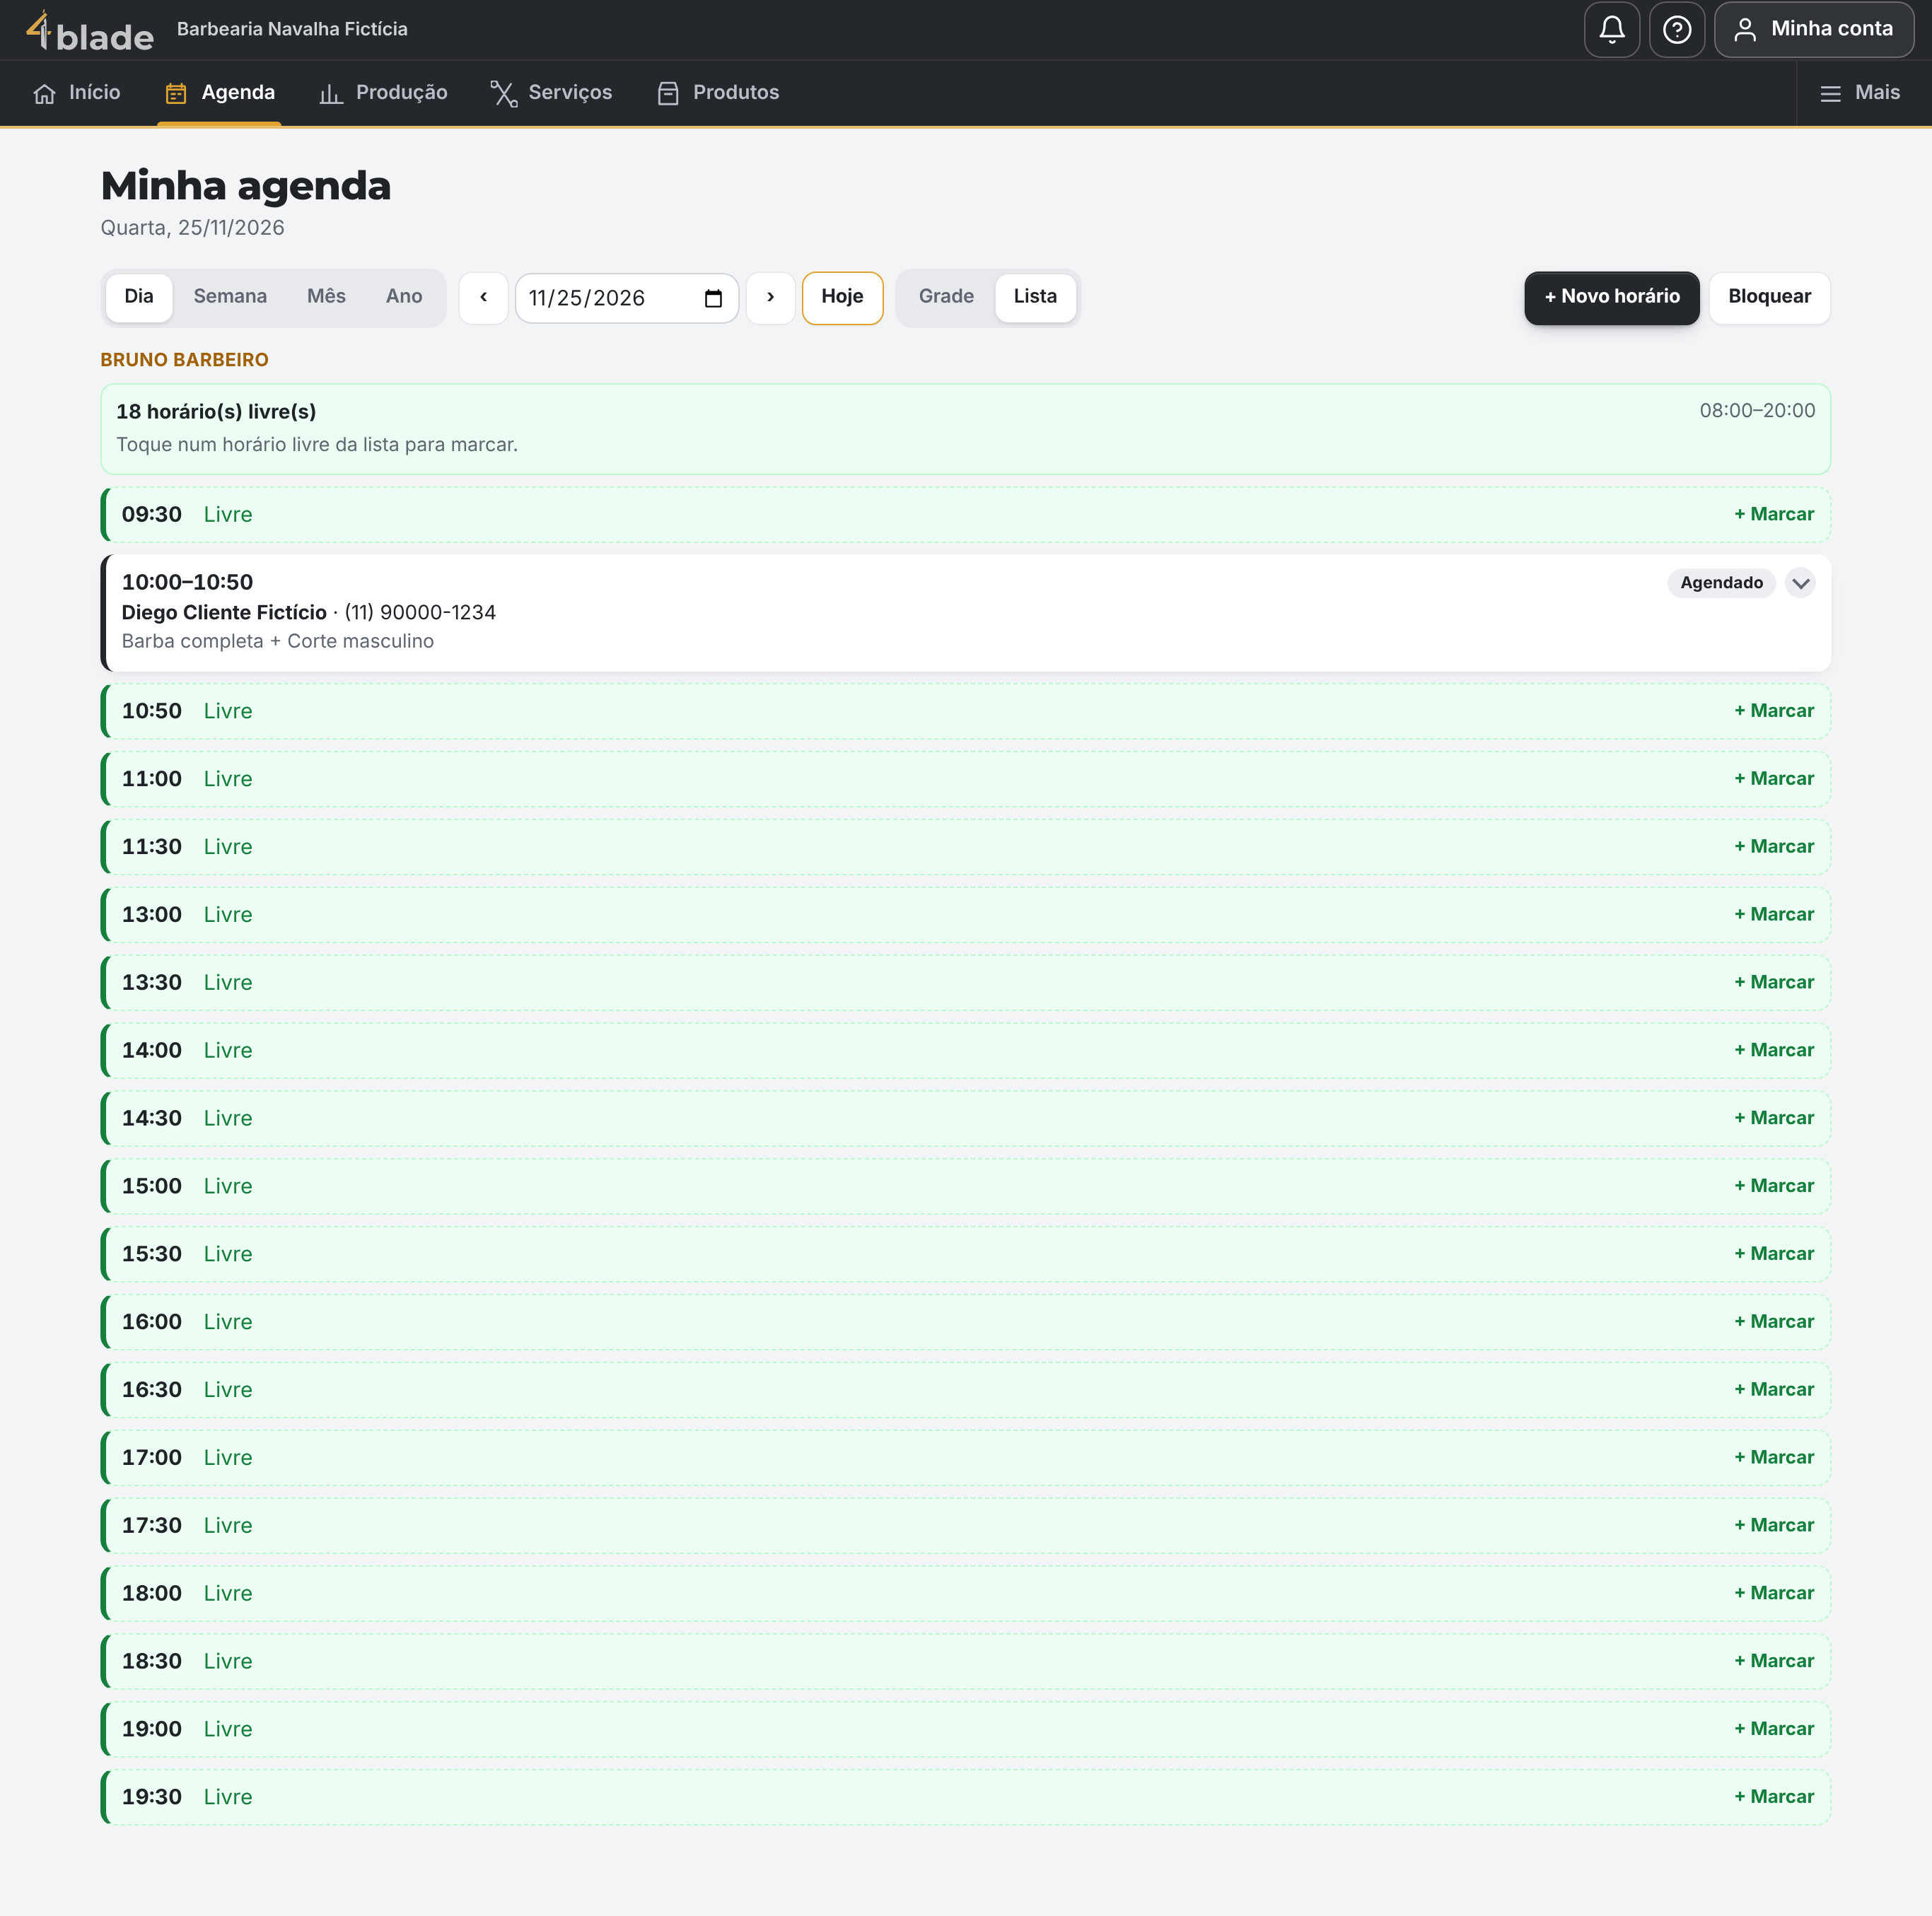 4blade Barbearia Navalha Fictícia Minha conta
Início Agenda Produção Serviços Produtos Mais
Minha agenda
Quarta, 25/11/2026
Dia Semana Mês Ano ‹ 11/25/2026 › Hoje Grade Lista + Novo horário Bloquear
BRUNO BARBEIRO
18 horário(s) livre(s) 08:00–20:00
Toque num horário livre da lista para marcar.
09:30 Livre + Marcar
10:00–10:50 Agendado
Diego Cliente Fictício · (11) 90000-1234
Barba completa + Corte masculino
10:50 Livre + Marcar
11:00 Livre + Marcar
11:30 Livre + Marcar
13:00 Livre + Marcar
13:30 Livre + Marcar
14:00 Livre + Marcar
14:30 Livre + Marcar
15:00 Livre + Marcar
15:30 Livre + Marcar
16:00 Livre + Marcar
16:30 Livre + Marcar
17:00 Livre + Marcar
17:30 Livre + Marcar
18:00 Livre + Marcar
18:30 Livre + Marcar
19:00 Livre + Marcar
19:30 Livre + Marcar